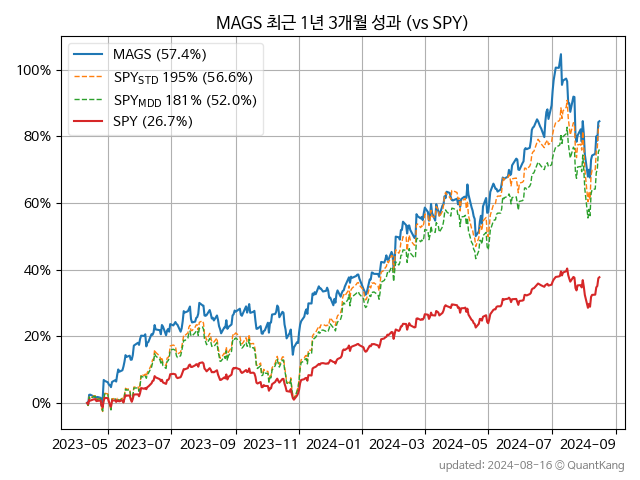 MAGS 최근 1년 3개월 성과 (vs SPY)
MAGS (57.4%)
SPY_STD 195% (56.6%)
SPY_MDD 181% (52.0%)
SPY (26.7%)
100%
80%
60%
40%
20%
0%
2023-05 2023-07 2023-09 2023-11 2024-01 2024-03 2024-05 2024-07 2024-09
updated: 2024-08-16 © QuantKang